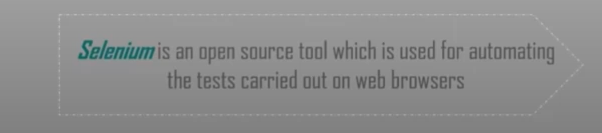 Selenium is an open source tool which is used for automating
the tests carried out on web browsers